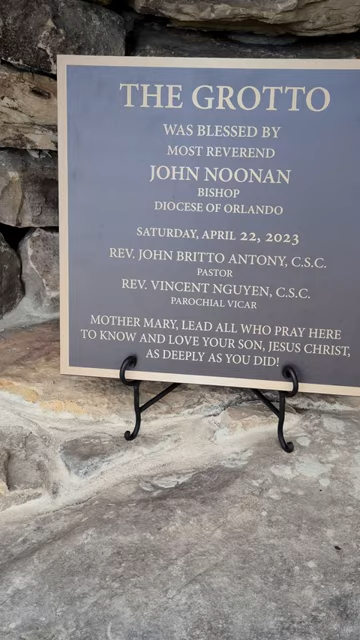 THE GROTTO
WAS BLESSED BY
MOST REVEREND
JOHN NOONAN
BISHOP
DIOCESE OF ORLANDO
SATURDAY, APRIL 22, 2023
REV. JOHN BRITTO ANTONY, C.S.C.
PASTOR
REV. VINCENT NGUYEN, C.S.C.
PAROCHIAL VICAR
MOTHER MARY, LEAD ALL WHO PRAY HERE
TO KNOW AND LOVE YOUR SON, JESUS CHRIST,
AS DEEPLY AS YOU DID!